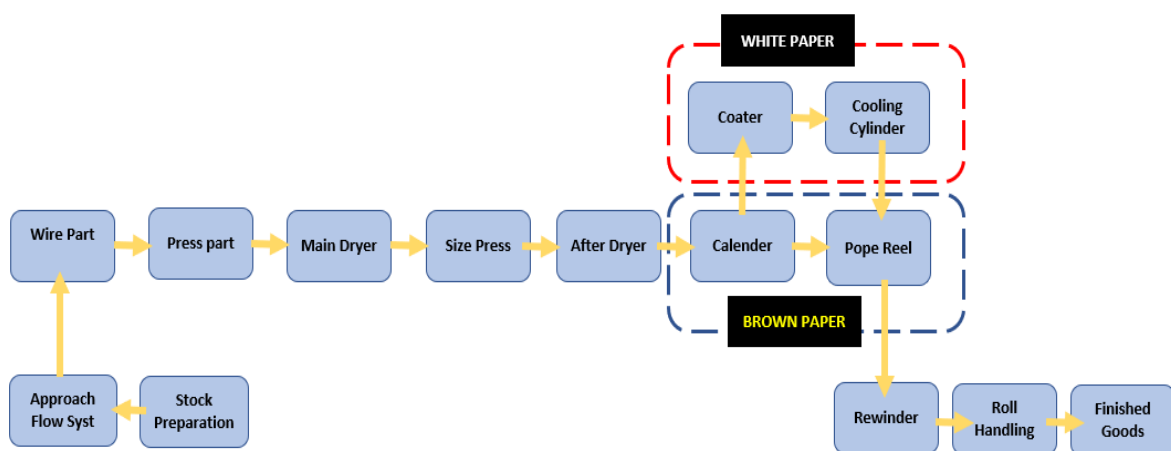 WHITE PAPER
Coater
Cooling
Cylinder
Wire Part
Press part
Main Dryer
Size Press
After Dryer
Calender
Pope Reel
BROWN PAPER
Approach
Flow Syst
Stock
Preparation
Rewinder
Roll
Handling
Finished
Goods